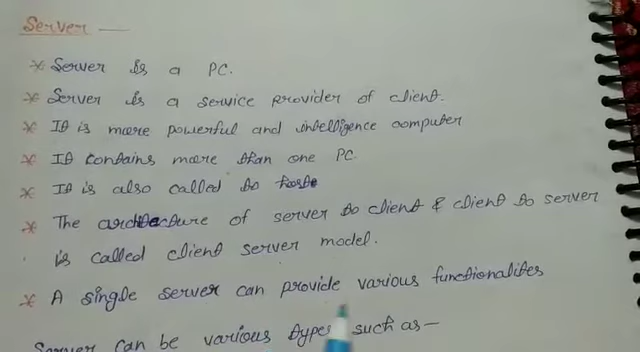 Server —
* Server is a PC.
* Server is a service provider of client.
* It is more powerful and intelligence computer
* It contains more than one PC.
* It is also called to host
* The architecture of server to client & client to server
is called client server model.
* A single server can provide various functionalites
Server can be various types such as —